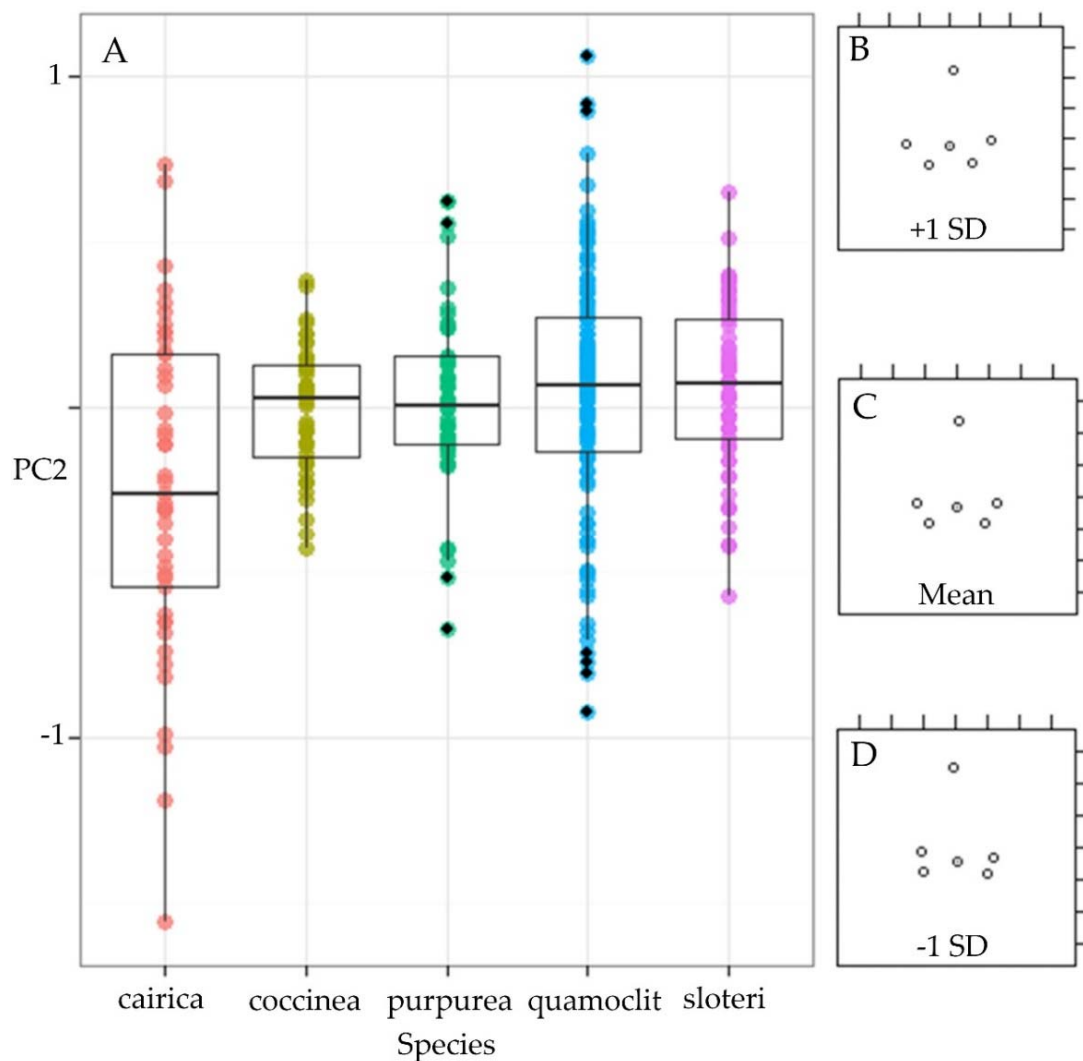 A
1
PC2
-1
cairica coccinea purpurea quamoclit sloteri
Species
B
+1 SD
C
Mean
D
-1 SD